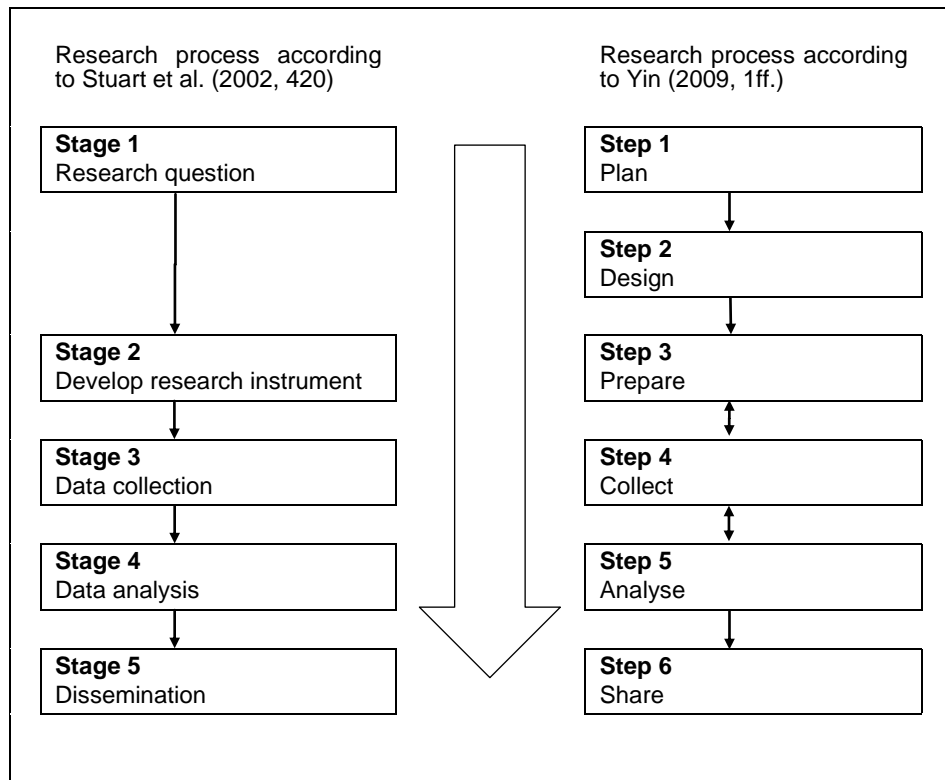 Research process according
to Stuart et al. (2002, 420)
Stage 1
Research question
Stage 2
Develop research instrument
Stage 3
Data collection
Stage 4
Data analysis
Stage 5
Dissemination
Research process according
to Yin (2009, 1ff.)
Step 1
Plan
Step 2
Design
Step 3
Prepare
Step 4
Collect
Step 5
Analyse
Step 6
Share